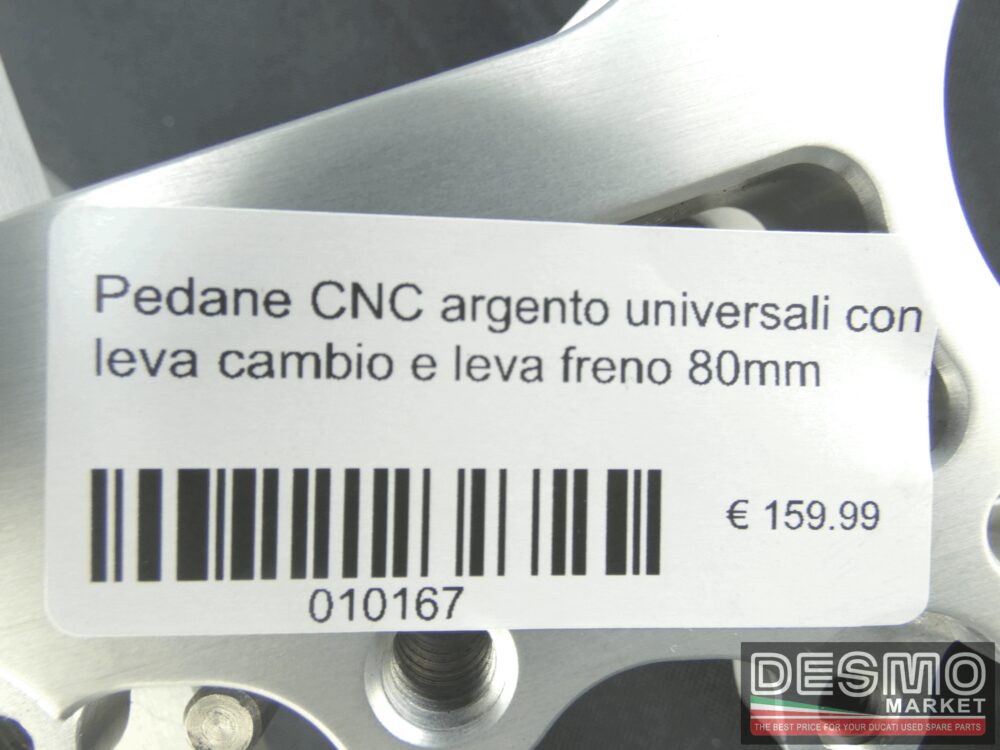 Pedane CNC argento universali con
leva cambio e leva freno 80mm
€ 159.99
010167
DESMO
MARKET
THE BEST PRICE FOR YOUR DUCATI USED SPARE PARTS